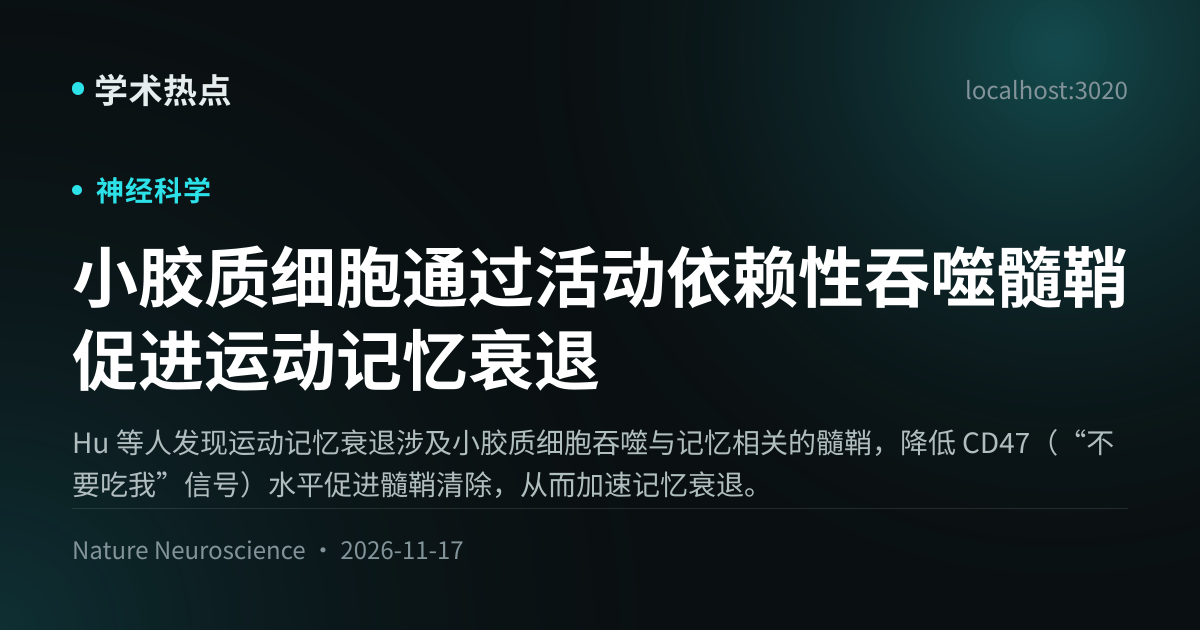 学术热点
localhost:3020
神经科学
小胶质细胞通过活动依赖性吞噬髓鞘
促进运动记忆衰退
Hu 等人发现运动记忆衰退涉及小胶质细胞吞噬与记忆相关的髓鞘，降低 CD47（“不
要吃我”信号）水平促进髓鞘清除，从而加速记忆衰退。
Nature Neuroscience · 2026-11-17